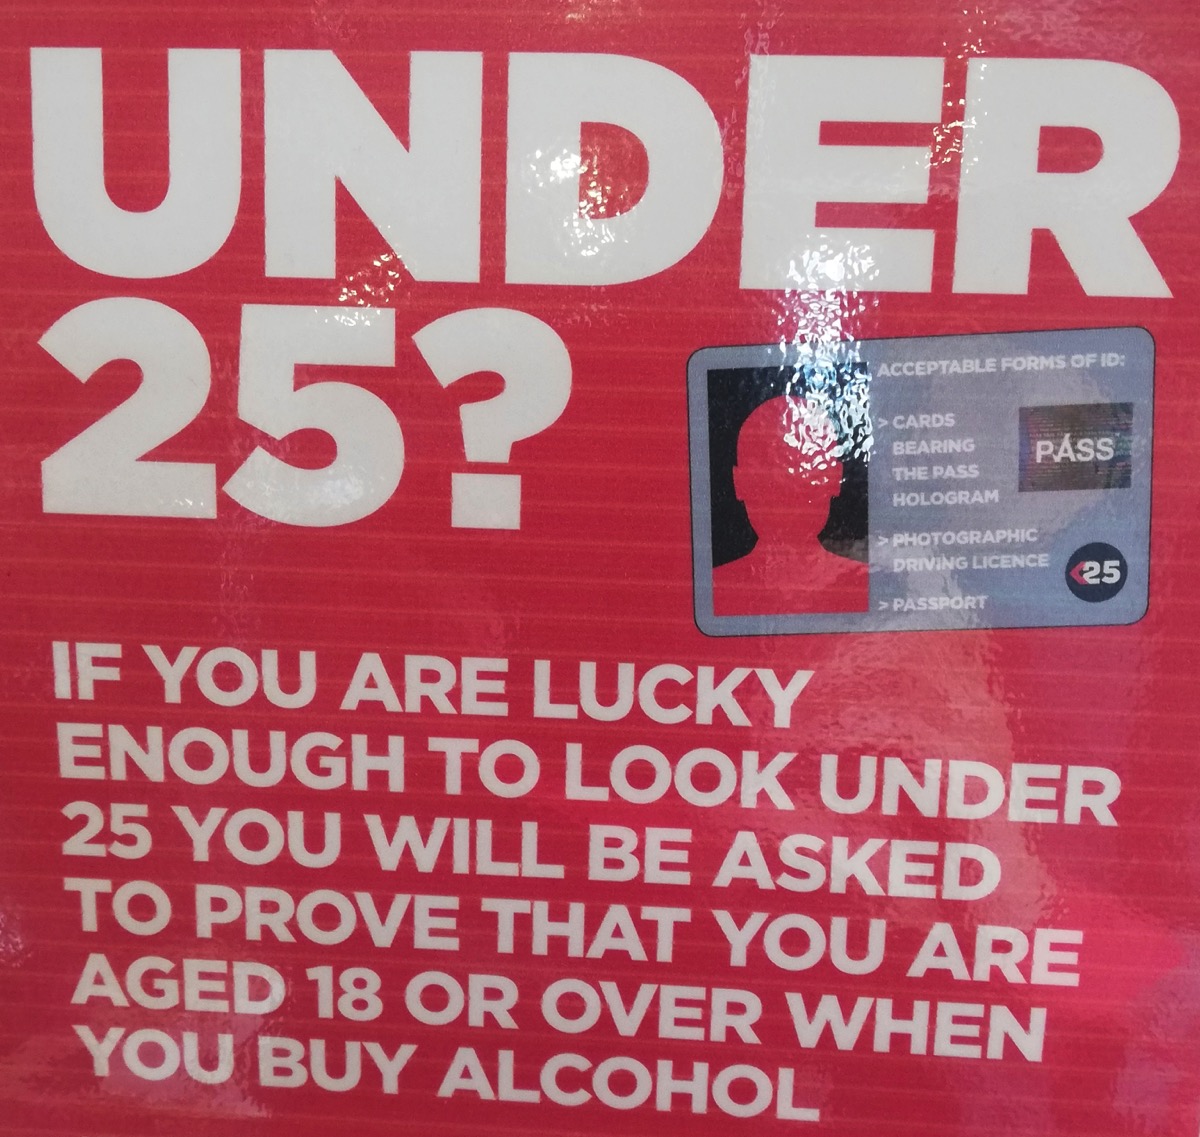 UNDER
25?
ACCEPTABLE FORMS OF ID:
> CARDS
BEARING
THE PASS
HOLOGRAM
PASS
> PHOTOGRAPHIC
DRIVING LICENCE
<25
> PASSPORT
IF YOU ARE LUCKY
ENOUGH TO LOOK UNDER
25 YOU WILL BE ASKED
TO PROVE THAT YOU ARE
AGED 18 OR OVER WHEN
YOU BUY ALCOHOL